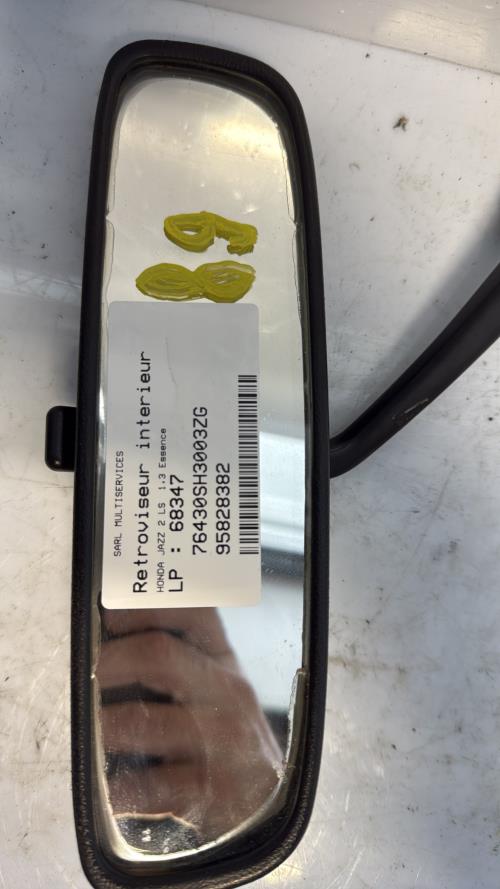 SARL MULTISERVICES
Retroviseur interieur
HONDA JAZZ 2 LS 1.3 Essence
LP : 68347
76430SH3003ZG
95828382